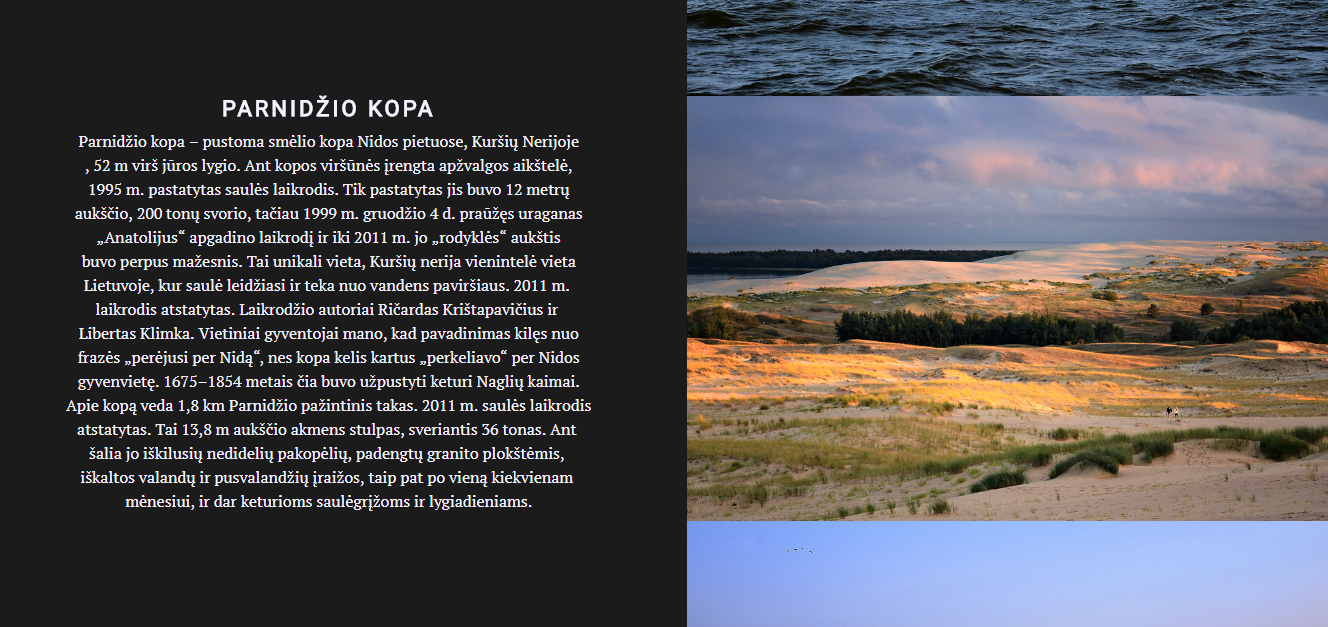 PARNIDŽIO KOPA
Parnidžio kopa – pustoma smėlio kopa Nidos pietuose, Kuršių Nerijoje
, 52 m virš jūros lygio. Ant kopos viršūnės įrengta apžvalgos aikštelė,
1995 m. pastatytas saulės laikrodis. Tik pastatytas jis buvo 12 metrų
aukščio, 200 tonų svorio, tačiau 1999 m. gruodžio 4 d. praūžęs uraganas
„Anatolijus“ apgadino laikrodį ir iki 2011 m. jo „rodyklės“ aukštis
buvo perpus mažesnis. Tai unikali vieta, Kuršių nerija vienintelė vieta
Lietuvoje, kur saulė leidžiasi ir teka nuo vandens paviršiaus. 2011 m.
laikrodis atstatytas. Laikrodžio autoriai Ričardas Krištapavičius ir
Libertas Klimka. Vietiniai gyventojai mano, kad pavadinimas kilęs nuo
frazės „perėjusi per Nidą“, nes kopa kelis kartus „perkeliavo“ per Nidos
gyvenvietę. 1675–1854 metais čia buvo užpustyti keturi Naglių kaimai.
Apie kopą veda 1,8 km Parnidžio pažintinis takas. 2011 m. saulės laikrodis
atstatytas. Tai 13,8 m aukščio akmens stulpas, sveriantis 36 tonas. Ant
šalia jo iškilusių nedidelių pakopėlių, padengtų granito plokštėmis,
iškaltos valandų ir pusvalandžių įraižos, taip pat po vieną kiekvienam
mėnesiui, ir dar keturioms saulėgrįžoms ir lygiadieniams.